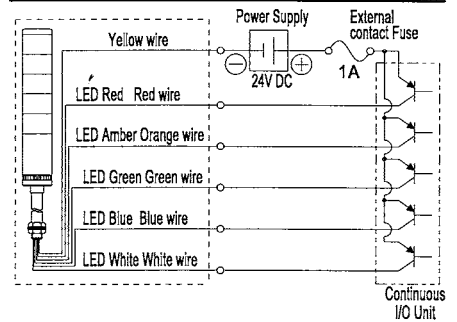 Power Supply
External
contact Fuse
Yellow wire
24V DC
1A
LED Red Red wire
LED Amber Orange wire
LED Green Green wire
LED Blue Blue wire
LED White White wire
Continuous
I/O Unit